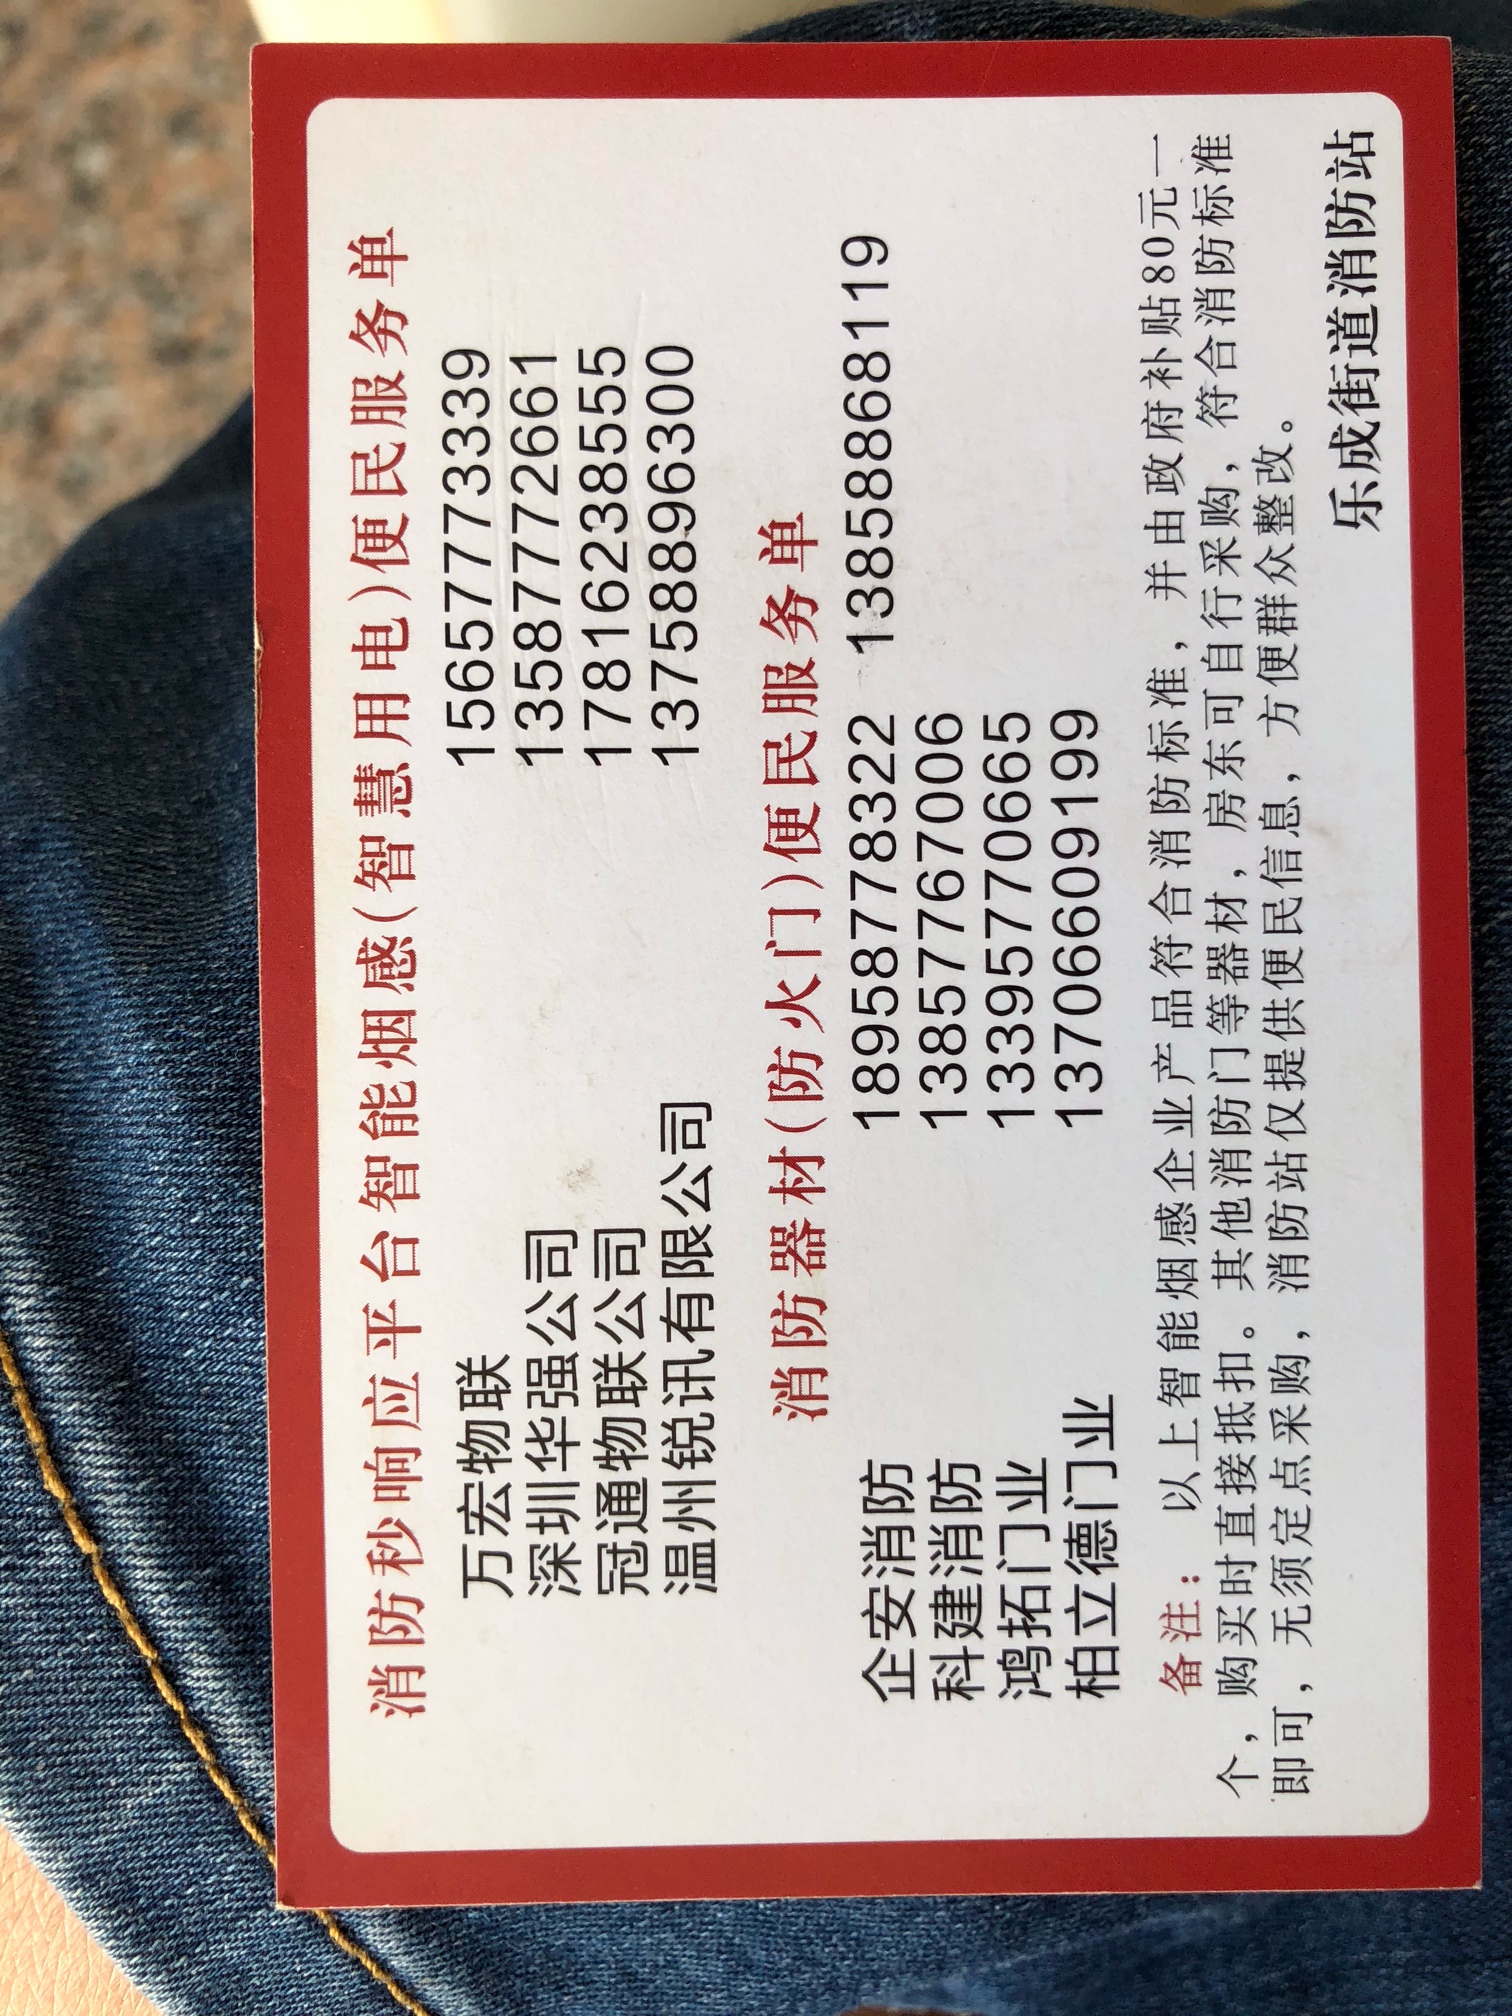 消防秒响应平台智能烟感(智慧用电)便民服务单
万宏物联 15657773339
深圳华强公司 13587772661
冠通物联公司 17816238555
温州锐讯有限公司 13758896300
消防器材(防火门)便民服务单
企安消防 18958778322 13858868119
科建消防 13857767006
鸿拓门业 13395770665
柏立德门业 13706609199
备注： 以上智能烟感企业产品符合消防标准，并由政府补贴80元一
个，购买时直接抵扣。其他消防门等器材，房东可自行采购，符合消防标准
即可，无须定点采购，消防站仅提供便民信息，方便群众整改。
乐成街道消防站